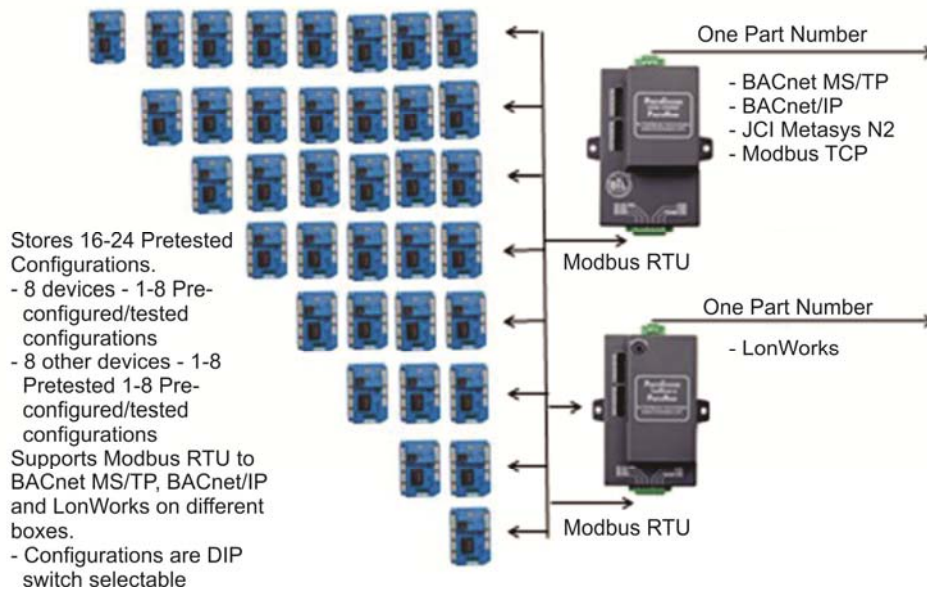 One Part Number
- BACnet MS/TP
- BACnet/IP
- JCI Metasys N2
- Modbus TCP
Modbus RTU
Stores 16-24 Pretested
Configurations.
- 8 devices - 1-8 Pre-
configured/tested
configurations
- 8 other devices - 1-8
Pretested 1-8 Pre-
configured/tested
configurations
Supports Modbus RTU to
BACnet MS/TP, BACnet/IP
and LonWorks on different
boxes.
- Configurations are DIP
switch selectable
One Part Number
- LonWorks
Modbus RTU